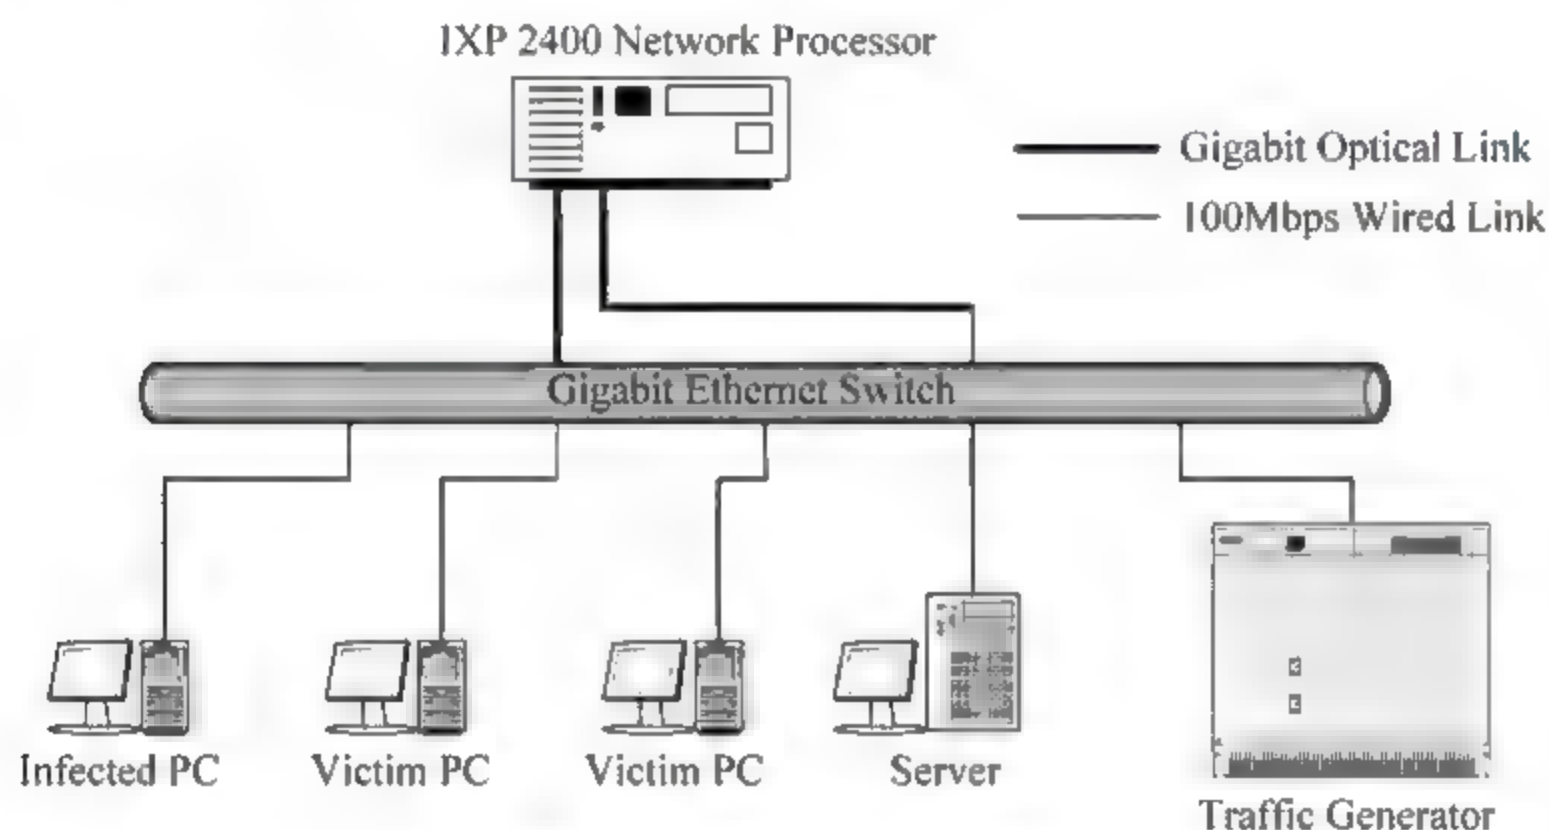 IXP 2400 Network Processor
Gigabit Optical Link
100Mbps Wired Link
Gigabit Ethernet Switch
Infected PC
Victim PC
Victim PC
Server
Traffic Generator